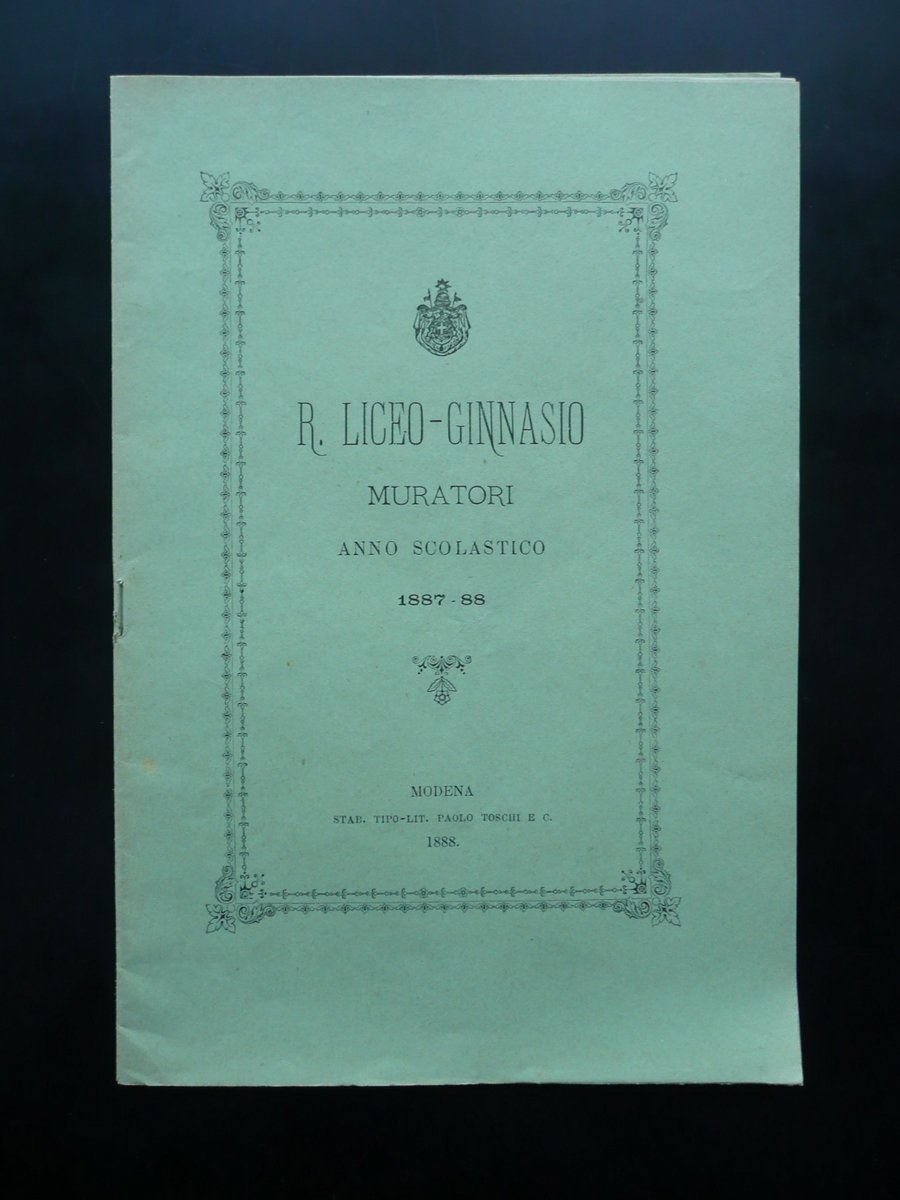 R. LICEO-GINNASIO
MURATORI
ANNO SCOLASTICO
1887-88
MODENA
STAB. TIPO-LIT. PAOLO TOSCHI E C.
1888.